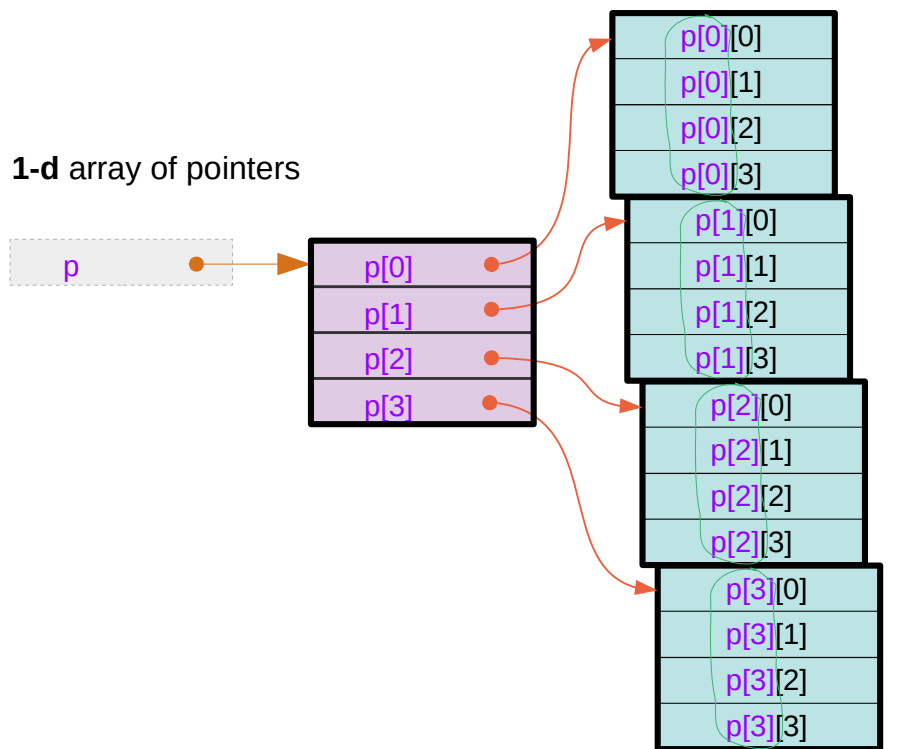 1-d array of pointers
p
p[0]
p[1]
p[2]
p[3]
p[0][0]
p[0][1]
p[0][2]
p[0][3]
p[1][0]
p[1][1]
p[1][2]
p[1][3]
p[2][0]
p[2][1]
p[2][2]
p[2][3]
p[3][0]
p[3][1]
p[3][2]
p[3][3]